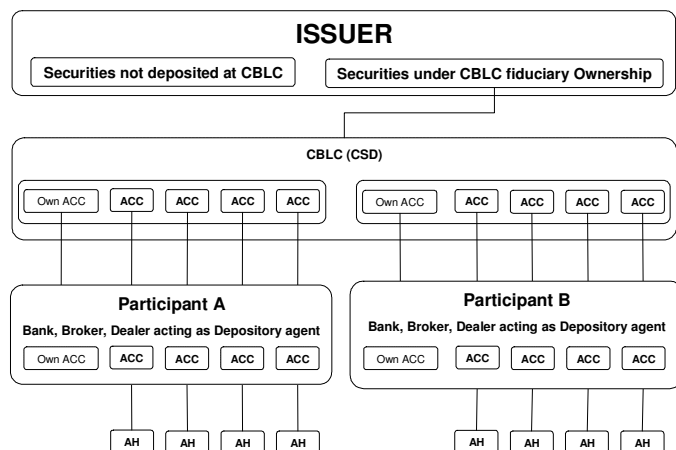 ISSUER
Securities not deposited at CBLC Securities under CBLC fiduciary Ownership
CBLC (CSD)
Own ACC ACC ACC ACC ACC Own ACC ACC ACC ACC ACC
Participant A Participant B
Bank, Broker, Dealer acting as Depository agent Bank, Broker, Dealer acting as Depository agent
Own ACC ACC ACC ACC ACC Own ACC ACC ACC ACC ACC
AH AH AH AH AH AH AH AH